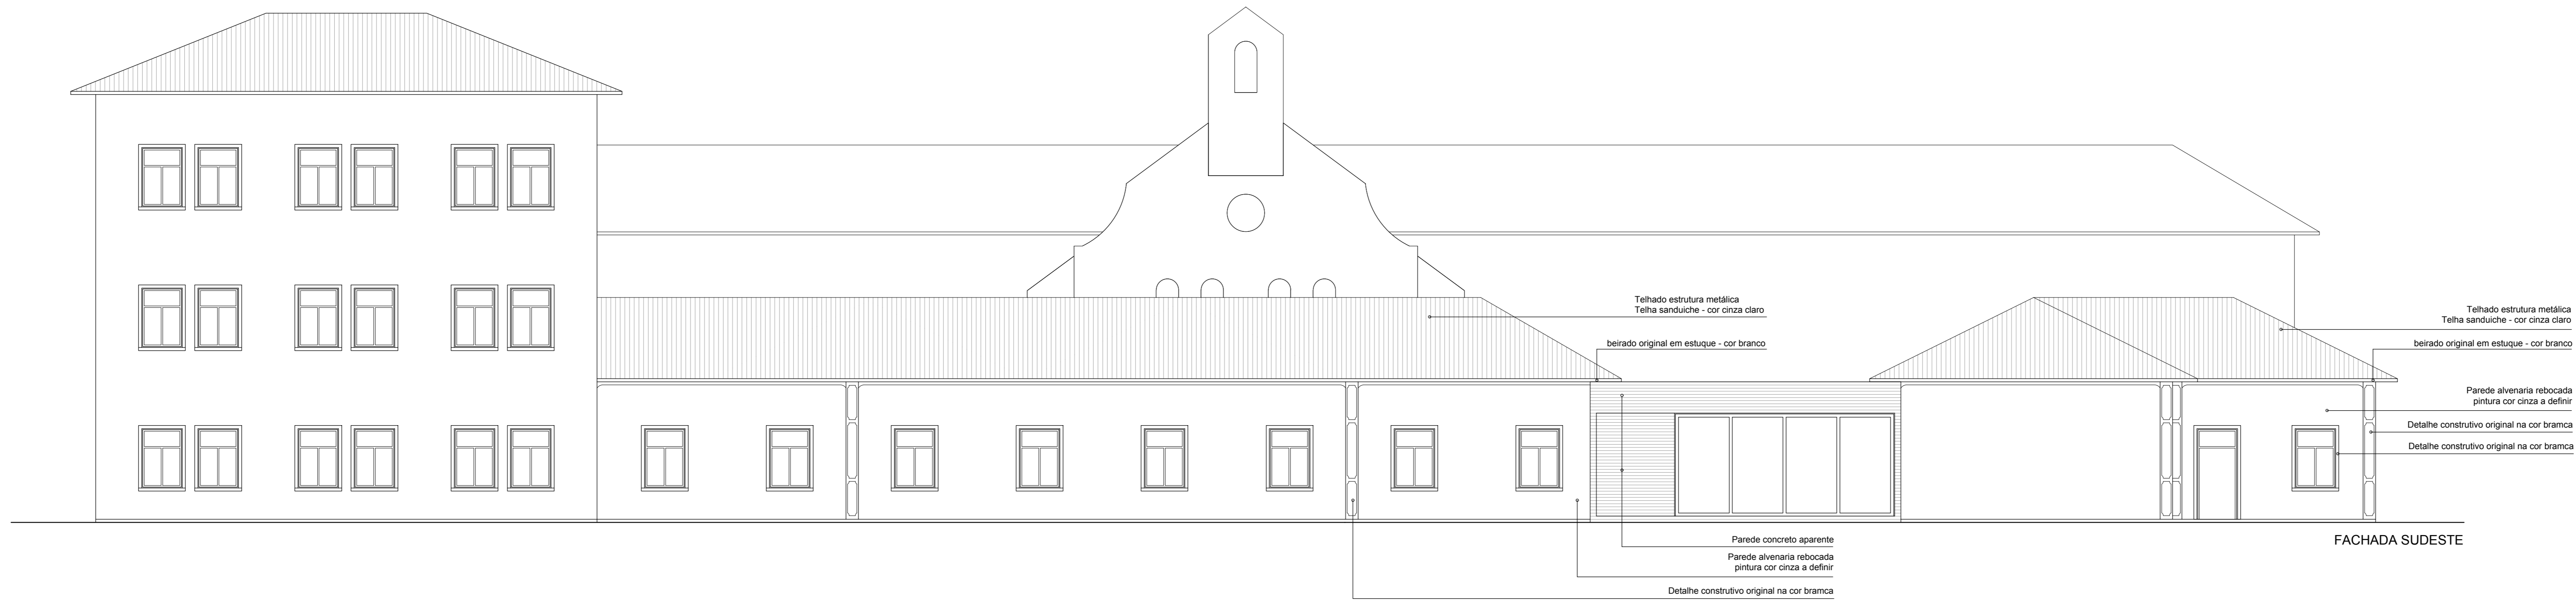 Telhado estrutura metálica
Telha sanduiche - cor cinza claro
beirado original em estuque - cor branco
Telhado estrutura metálica
Telha sanduiche - cor cinza claro
beirado original em estuque - cor branco
Parede alvenaria rebocada
pintura cor cinza a definir
Detalhe construtivo original na cor bramca
Detalhe construtivo original na cor bramca
FACHADA SUDESTE
Parede concreto aparente
Parede alvenaria rebocada
pintura cor cinza a definir
Detalhe construtivo original na cor bramca